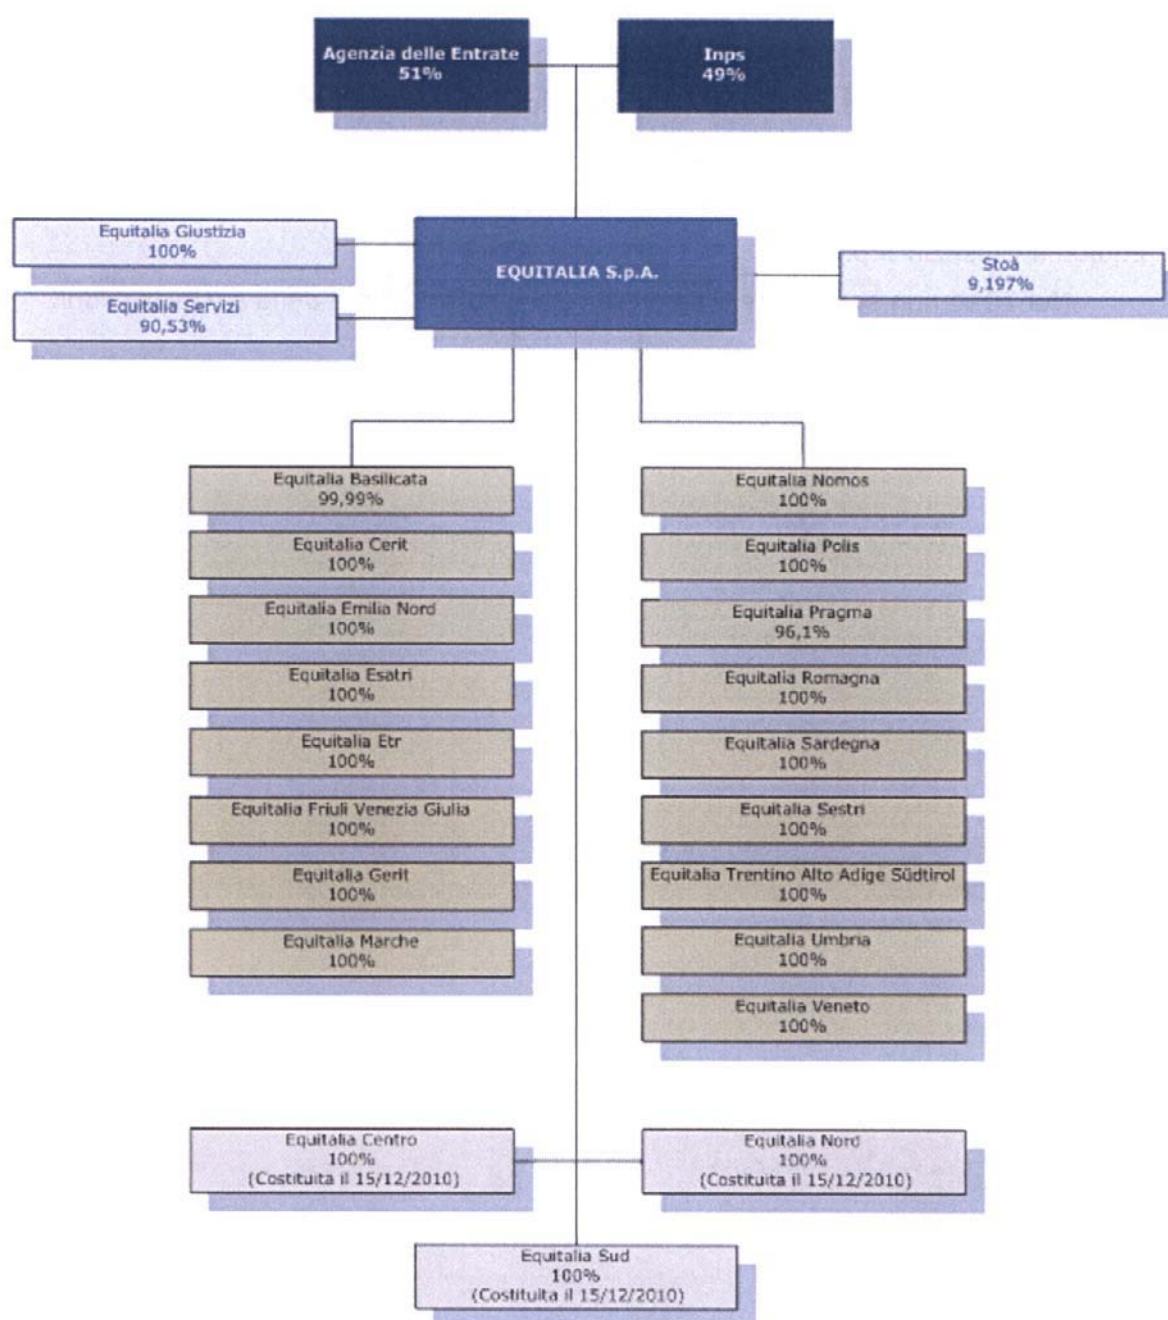 Agenzia delle Entrate
51%
Inps
49%
Equitalia Giustizia
100%
Equitalia Servizi
90,53%
EQUITALIA S.p.A.
Stoà
9,197%
Equitalia Basilicata
99,99%
Equitalia Cerit
100%
Equitalia Emilia Nord
100%
Equitalia Esatri
100%
Equitalia Etr
100%
Equitalia Friuli Venezia Giulia
100%
Equitalia Gerit
100%
Equitalia Marche
100%
Equitalia Nomos
100%
Equitalia Polis
100%
Equitalia Pragma
96,1%
Equitalia Romagna
100%
Equitalia Sardegna
100%
Equitalia Sestri
100%
Equitalia Trentino Alto Adige Südtirol
100%
Equitalia Umbria
100%
Equitalia Veneto
100%
Equitalia Centro
100%
(Costituita il 15/12/2010)
Equitalia Nord
100%
(Costituita il 15/12/2010)
Equitalia Sud
100%
(Costituita il 15/12/2010)